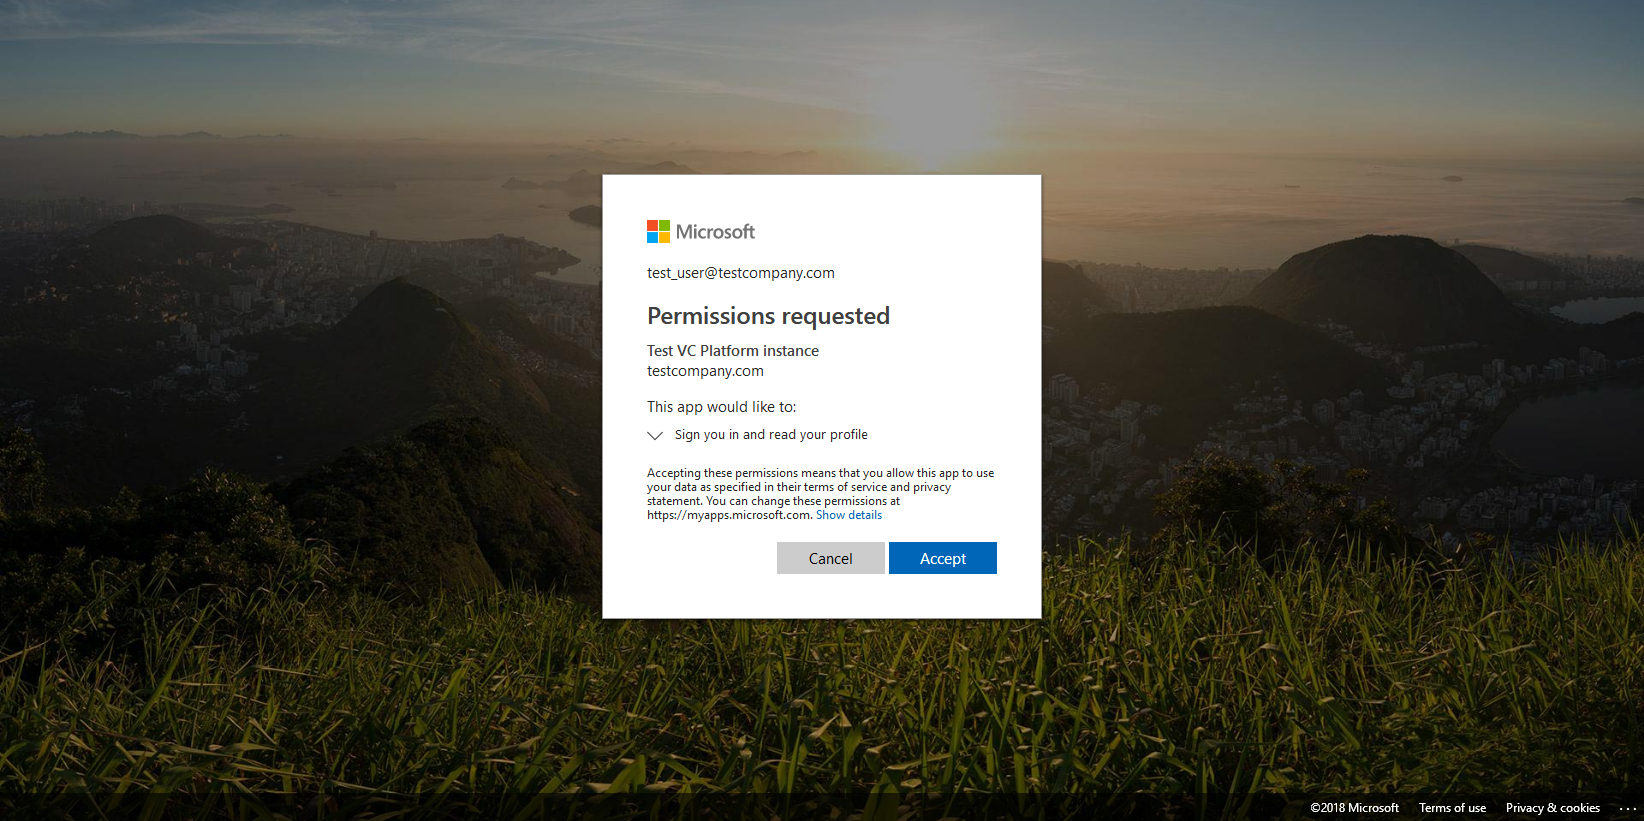 Microsoft
test_user@testcompany.com
Permissions requested
Test VC Platform instance
testcompany.com
This app would like to:
Sign you in and read your profile
Accepting these permissions means that you allow this app to use
your data as specified in their terms of service and privacy
statement. You can change these permissions at
https://myapps.microsoft.com. Show details
Cancel Accept
©2018 Microsoft Terms of use Privacy & cookies ...